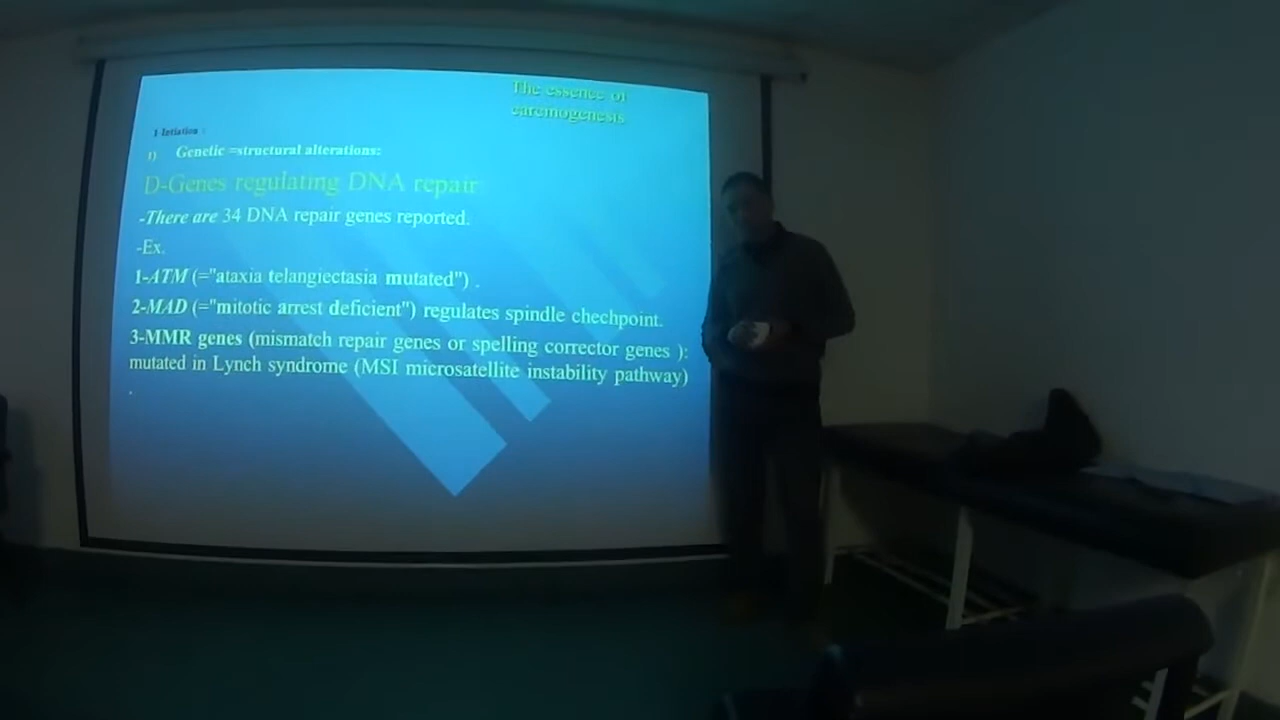 The essence of
carcinogenesis
1-Intiation :
1) Genetic =structural alterations:
D-Genes regulating DNA repair
-There are 34 DNA repair genes reported.
-Ex.
1-ATM (="ataxia telangiectasia mutated") .
2-MAD (="mitotic arrest deficient") regulates spindle chechpoint.
3-MMR genes (mismatch repair genes or spelling corrector genes ):
mutated in Lynch syndrome (MSI microsatellite instability pathway)
.